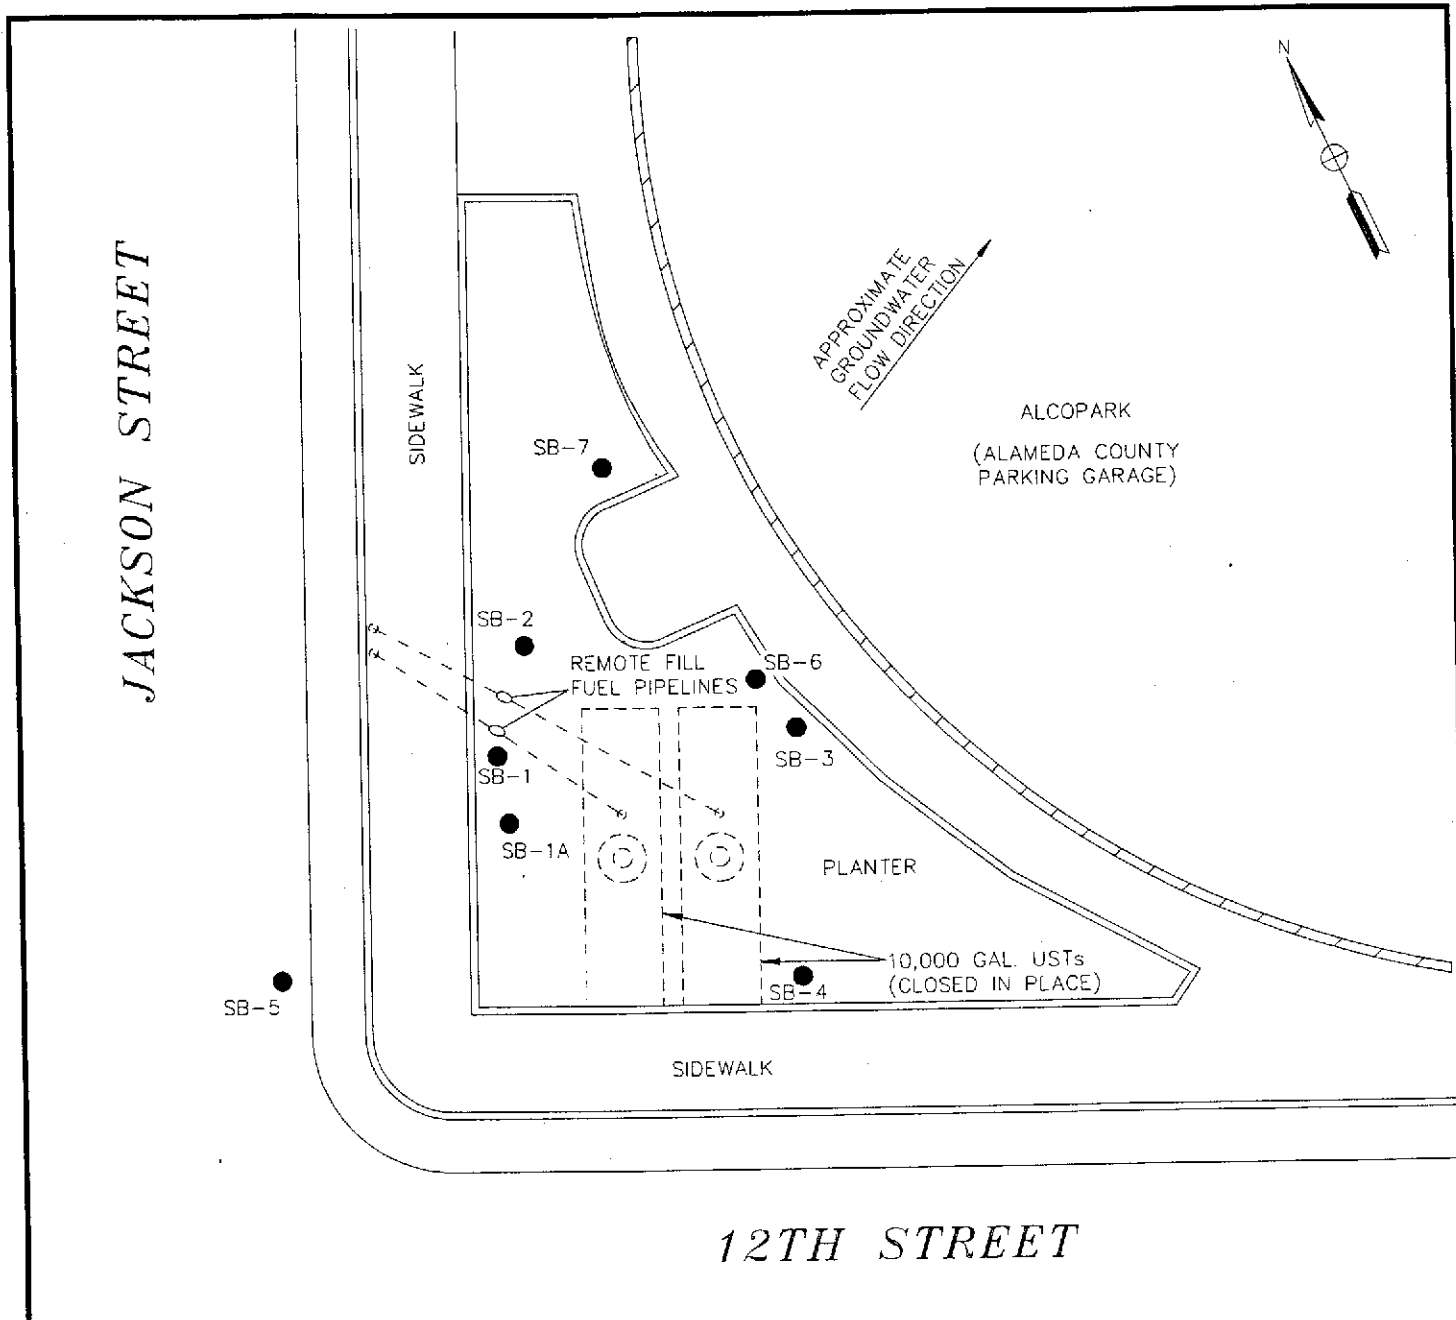 N
JACKSON STREET
SIDEWALK
APPROXIMATE
GROUNDWATER
FLOW DIRECTION
ALCOPARK
(ALAMEDA COUNTY
PARKING GARAGE)
SB-7
SB-2
REMOTE FILL
FUEL PIPELINES
SB-6
SB-3
SB-1
SB-1A
PLANTER
10,000 GAL. USTs
(CLOSED IN PLACE)
SB-4
SB-5
SIDEWALK
12TH STREET